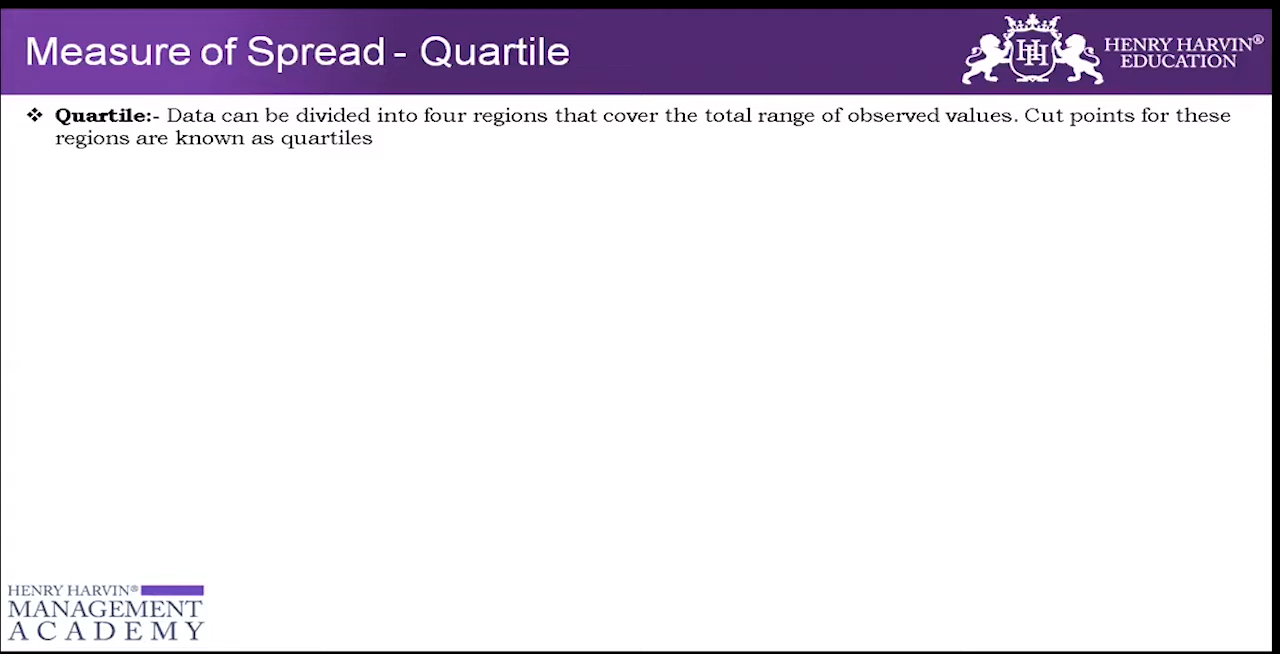 Measure of Spread - Quartile
HENRY HARVIN®
EDUCATION
❖ Quartile:- Data can be divided into four regions that cover the total range of observed values. Cut points for these
regions are known as quartiles
HENRY HARVIN®
MANAGEMENT
ACADEMY